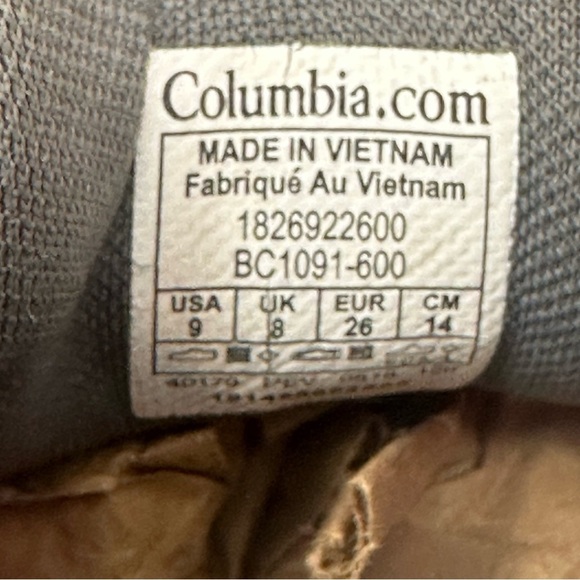 Columbia.com
MADE IN VIETNAM
Fabriqué Au Vietnam
1826922600
BC1091-600
USA UK EUR CM
9 8 26 14